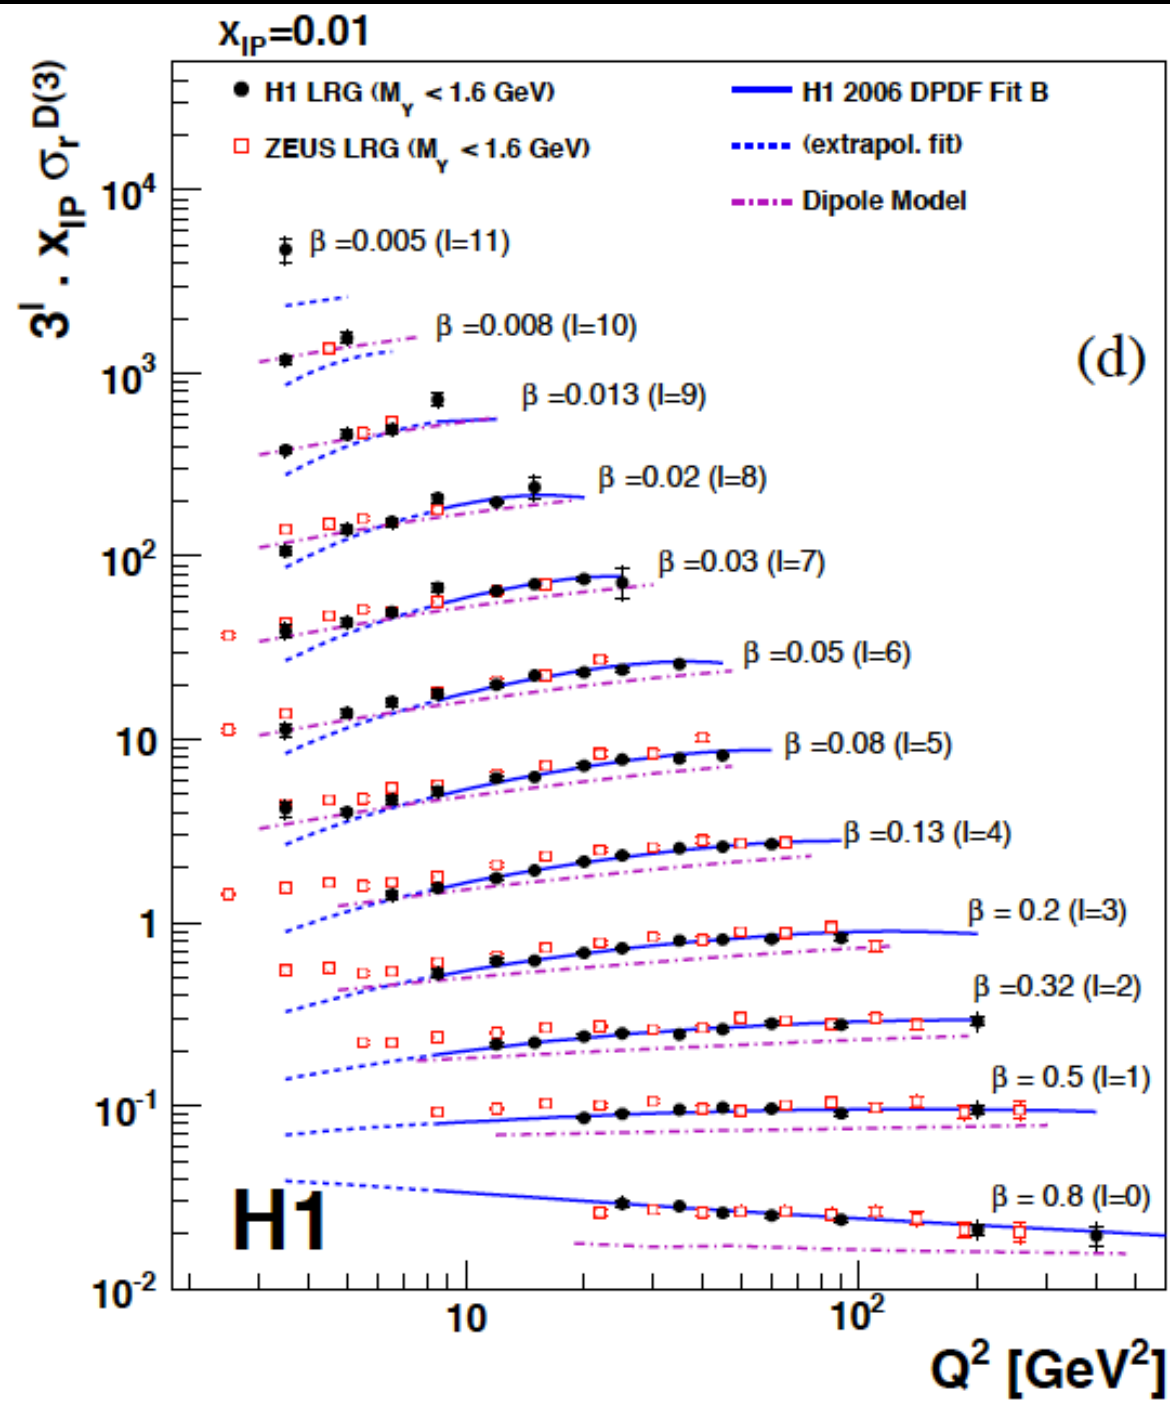 x_IP=0.01
3^l . x_IP σ_r^D(3)
H1 LRG (M_Y < 1.6 GeV)
ZEUS LRG (M_Y < 1.6 GeV)
H1 2006 DPDF Fit B
(extrapol. fit)
Dipole Model
(d)
β =0.005 (l=11)
β =0.008 (l=10)
β =0.013 (l=9)
β =0.02 (l=8)
β =0.03 (l=7)
β =0.05 (l=6)
β =0.08 (l=5)
β =0.13 (l=4)
β = 0.2 (l=3)
β =0.32 (l=2)
β = 0.5 (l=1)
β = 0.8 (l=0)
10^4
10^3
10^2
10
1
10^-1
10^-2
H1
10
10^2
Q^2 [GeV^2]